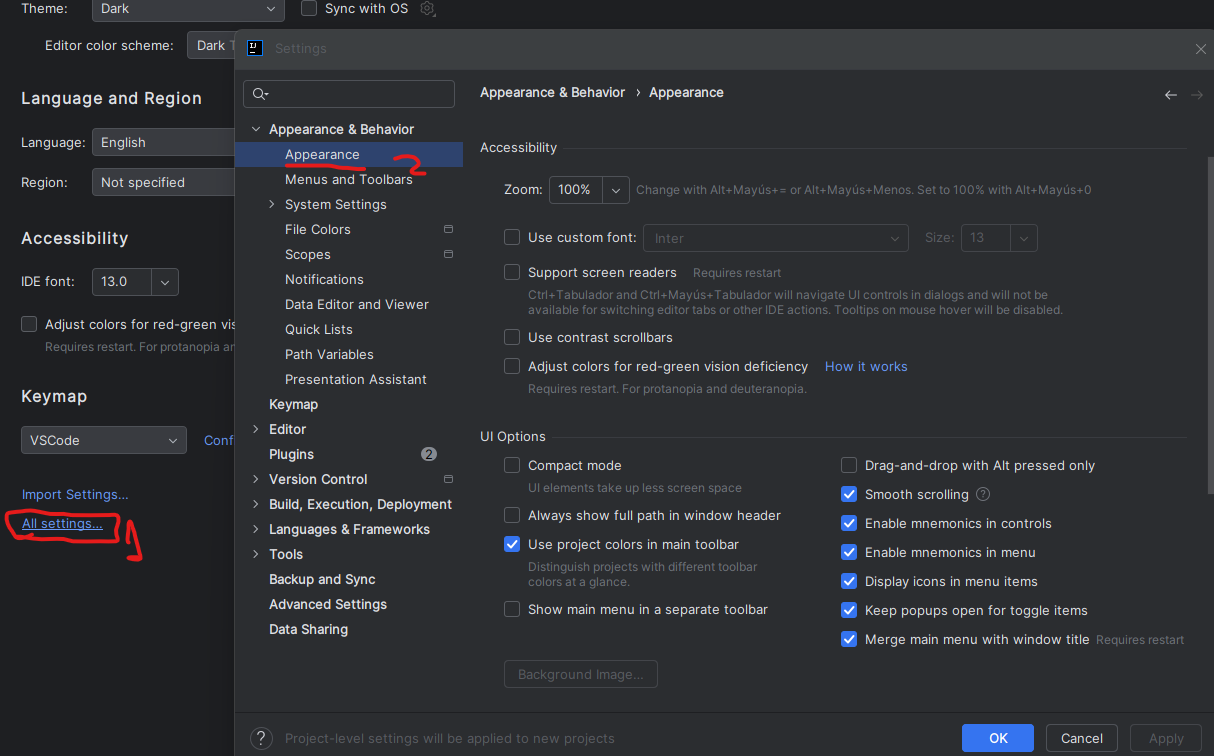 Theme: Dark Sync with OS
Editor color scheme: Dark T
Language and Region
Language: English
Region: Not specified
Accessibility
IDE font: 13.0
Adjust colors for red-green vis
Requires restart. For protanopia an
Keymap
VSCode Conf
Import Settings...
All settings... 1
IJ Settings
Appearance & Behavior
Appearance 2
Menus and Toolbars
System Settings
File Colors
Scopes
Notifications
Data Editor and Viewer
Quick Lists
Path Variables
Presentation Assistant
Keymap
Editor
Plugins 2
Version Control
Build, Execution, Deployment
Languages & Frameworks
Tools
Backup and Sync
Advanced Settings
Data Sharing
Appearance & Behavior › Appearance
Accessibility
Zoom: 100% Change with Alt+Mayús+= or Alt+Mayús+Menos. Set to 100% with Alt+Mayús+0
Use custom font: Inter Size: 13
Support screen readers Requires restart
Ctrl+Tabulador and Ctrl+Mayús+Tabulador will navigate UI controls in dialogs and will not be
available for switching editor tabs or other IDE actions. Tooltips on mouse hover will be disabled.
Use contrast scrollbars
Adjust colors for red-green vision deficiency How it works
Requires restart. For protanopia and deuteranopia.
UI Options
Compact mode
UI elements take up less screen space
Always show full path in window header
Use project colors in main toolbar
Distinguish projects with different toolbar
colors at a glance.
Show main menu in a separate toolbar
Drag-and-drop with Alt pressed only
Smooth scrolling ?
Enable mnemonics in controls
Enable mnemonics in menu
Display icons in menu items
Keep popups open for toggle items
Merge main menu with window title Requires restart
Background Image...
? Project-level settings will be applied to new projects
OK Cancel Apply